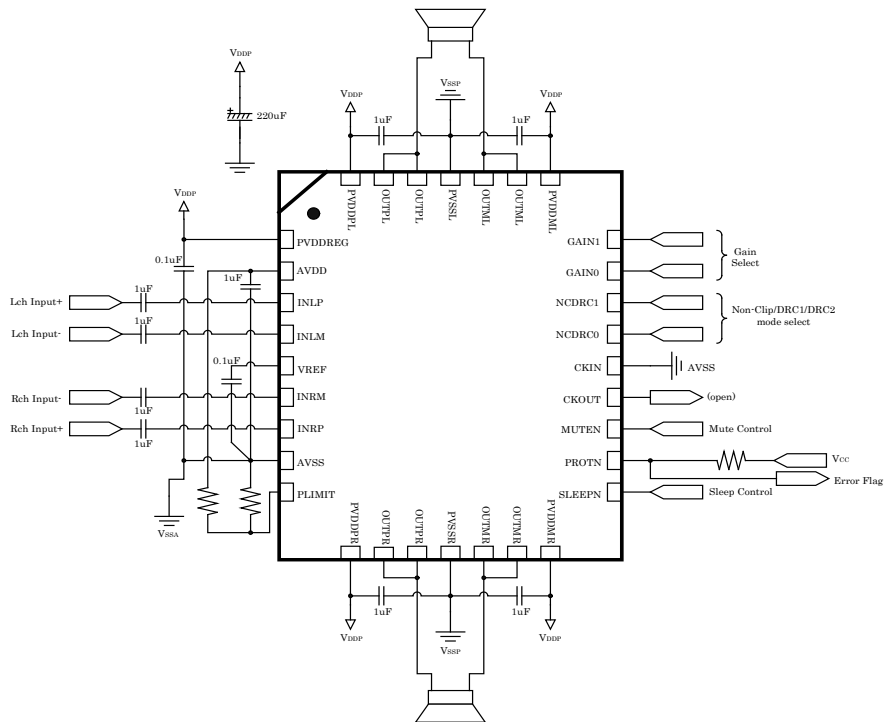 VDDP
220uF
VDDP
1uF
VSSP
1uF
VDDP
PVDDPL
OUTPL
OUTPL
PVSSL
OUTML
OUTML
PVDDML
VDDP
0.1uF
1uF
Lch Input+
1uF
Lch Input-
1uF
0.1uF
Rch Input-
1uF
Rch Input+
1uF
VSSA
PVDDREG
AVDD
INLP
INLM
VREF
INRM
INRP
AVSS
PLIMIT
GAIN1
GAIN0
NCDRC1
NCDRC0
CKIN
CKOUT
MUTEN
PROTN
SLEEPN
Gain
Select
Non-Clip/DRC1/DRC2
mode select
AVSS
(open)
Mute Control
VCC
Error Flag
Sleep Control
PVDDPR
OUTPR
OUTPR
PVSSR
OUTMR
OUTMR
PVDDMR
1uF
1uF
VDDP
VSSP
VDDP